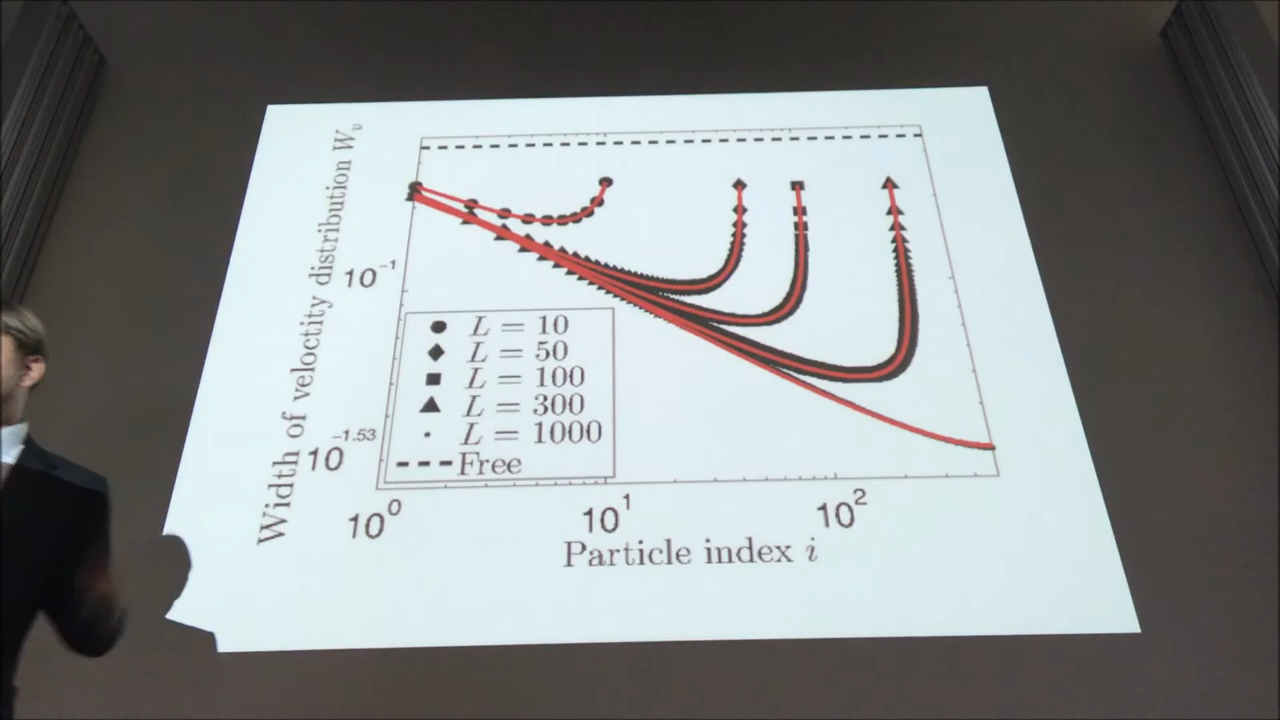 Width of veloctity distribution W_v
10^-1
10^-1.53
L = 10
L = 50
L = 100
L = 300
L = 1000
Free
10^0
10^1
10^2
Particle index i